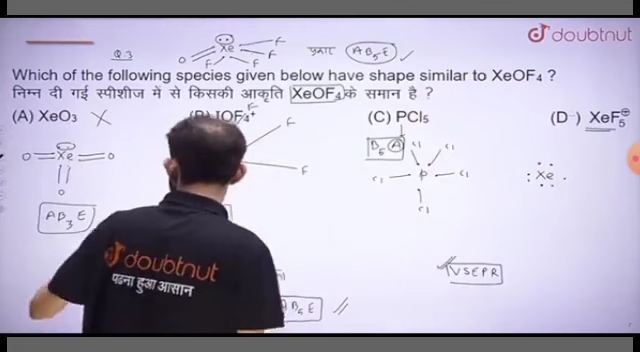 doubtnut
Q.3
Xe
F
F
O
F
F
प्रकार AB5E
Which of the following species given below have shape similar to XeOF₄ ?
निम्न दी गई स्पीशीज में से किसकी आकृति XeOF₄ के समान है ?
(A) XeO₃
(C) PCl₅
(D) XeF₅⊕
F
F
B5 A
Cl
Cl
Cl
P
Cl
Cl
O Xe O
O
Xe
AB3E
doubtnut
पढ़ना हुआ आसान
VSEPR
AB5E